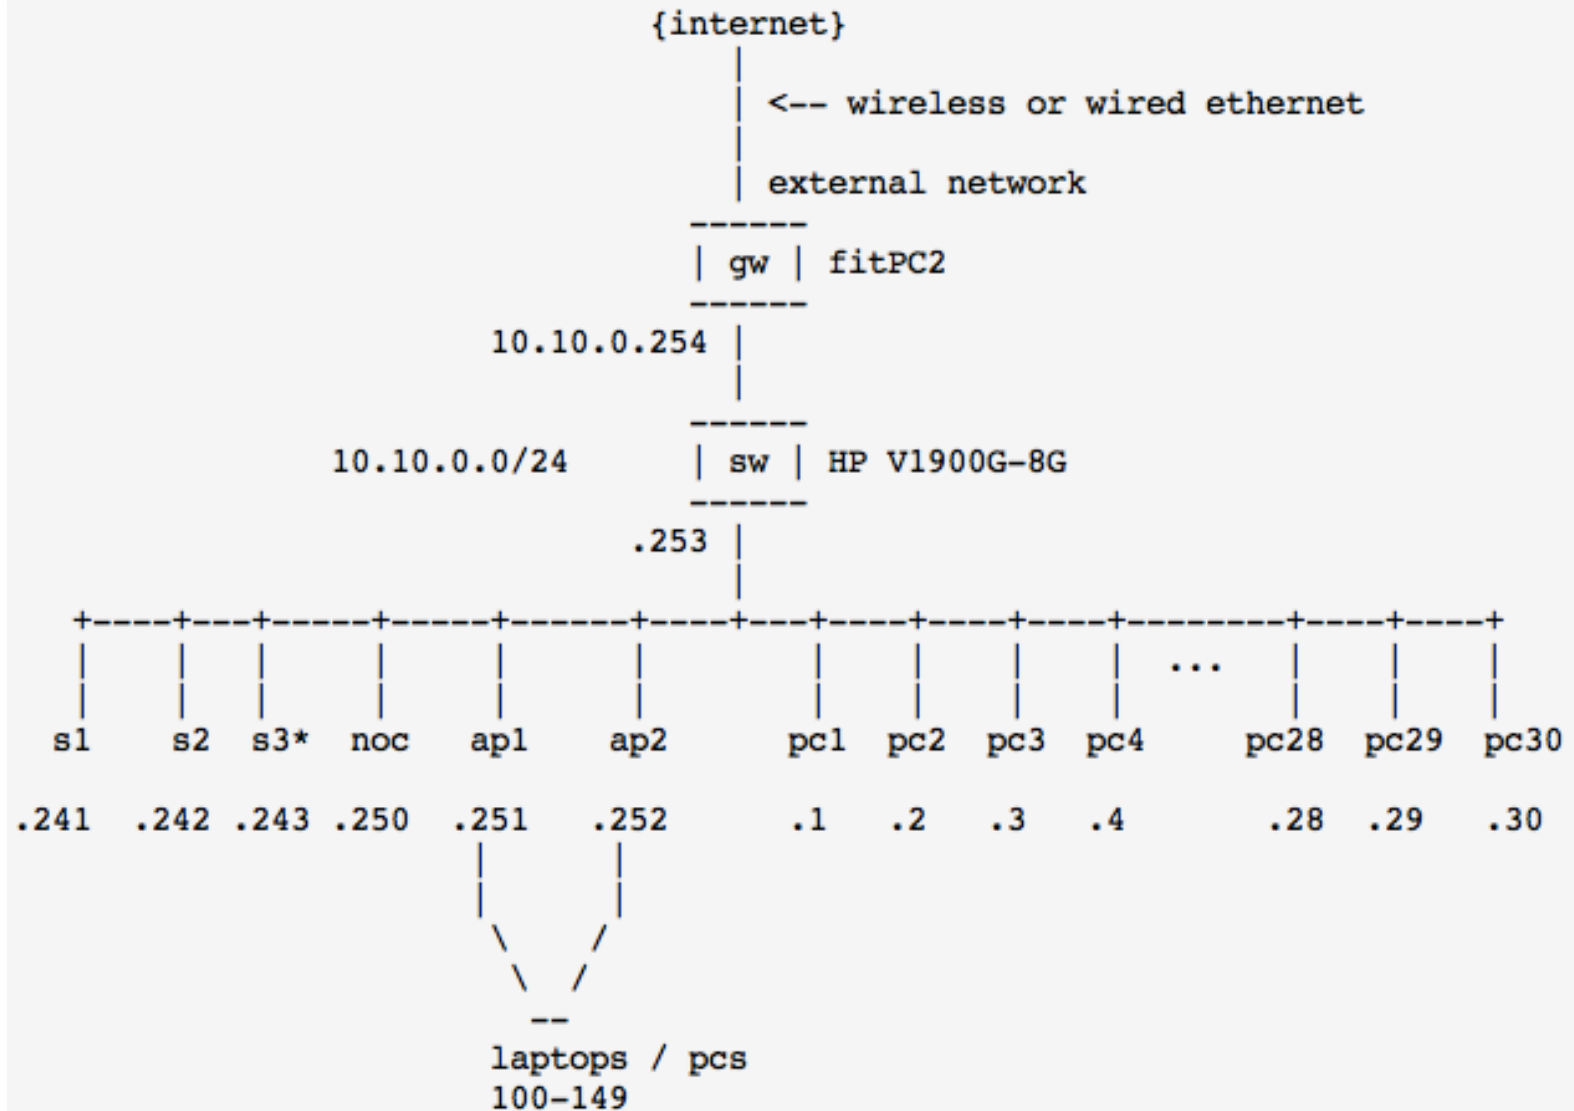 {internet}
|
| <-- wireless or wired ethernet
|
| external network
------
| gw | fitPC2
------
10.10.0.254 |
|
------
10.10.0.0/24 | sw | HP V1900G-8G
------
.253 |
|
+----+---+-----+-----+------+----+---+----+----+----+--------+----+----+
| | | | | | | | | | ... | | |
| | | | | | | | | | | | |
s1 s2 s3* noc ap1 ap2 pc1 pc2 pc3 pc4 pc28 pc29 pc30
.241 .242 .243 .250 .251 .252 .1 .2 .3 .4 .28 .29 .30
| |
| |
\ /
\ /
--
laptops / pcs
100-149